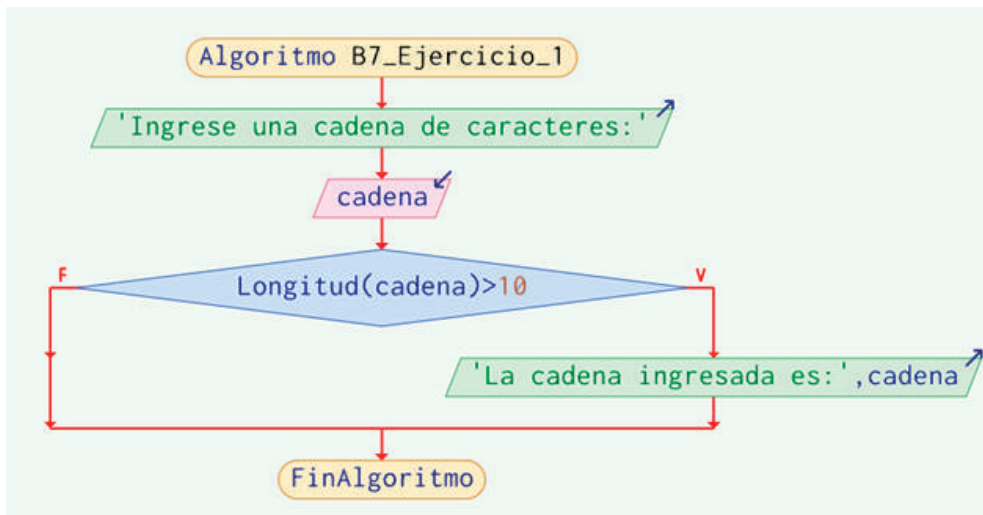 Algoritmo B7_Ejercicio_1
'Ingrese una cadena de caracteres:'
cadena
F
Longitud(cadena)>10
V
'La cadena ingresada es:',cadena
FinAlgoritmo